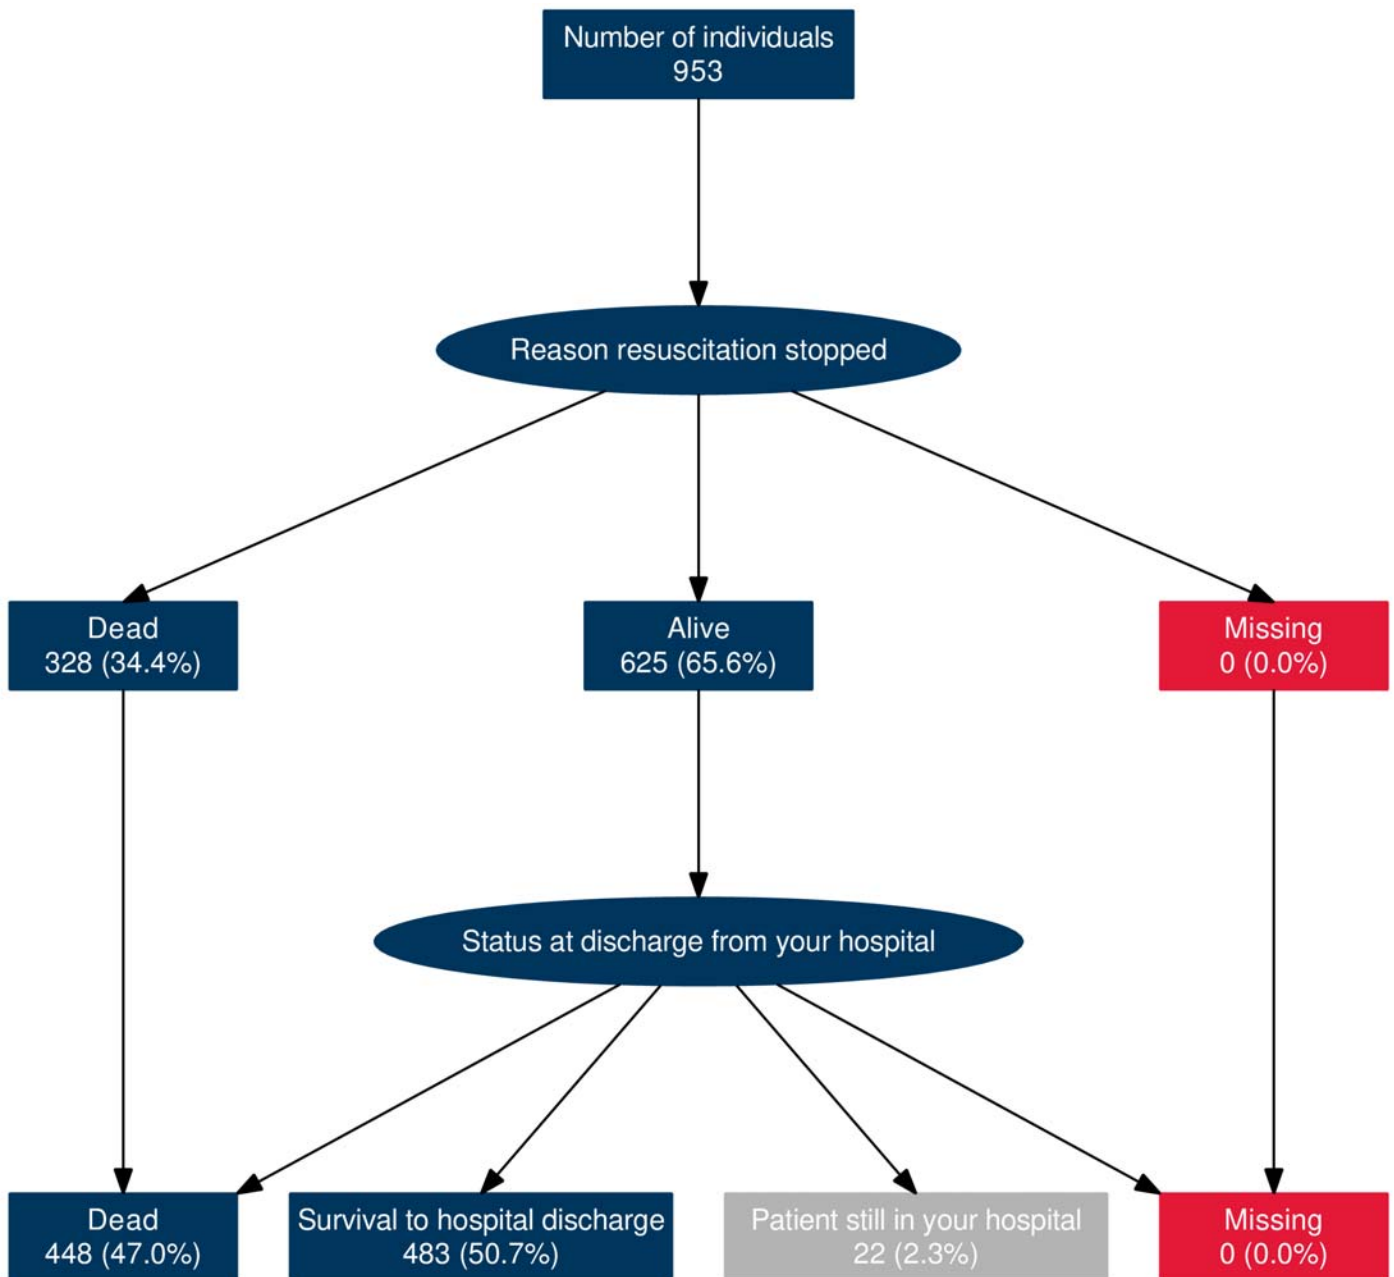 Number of individuals
953
Reason resuscitation stopped
Dead
328 (34.4%)
Alive
625 (65.6%)
Missing
0 (0.0%)
Status at discharge from your hospital
Dead
448 (47.0%)
Survival to hospital discharge
483 (50.7%)
Patient still in your hospital
22 (2.3%)
Missing
0 (0.0%)